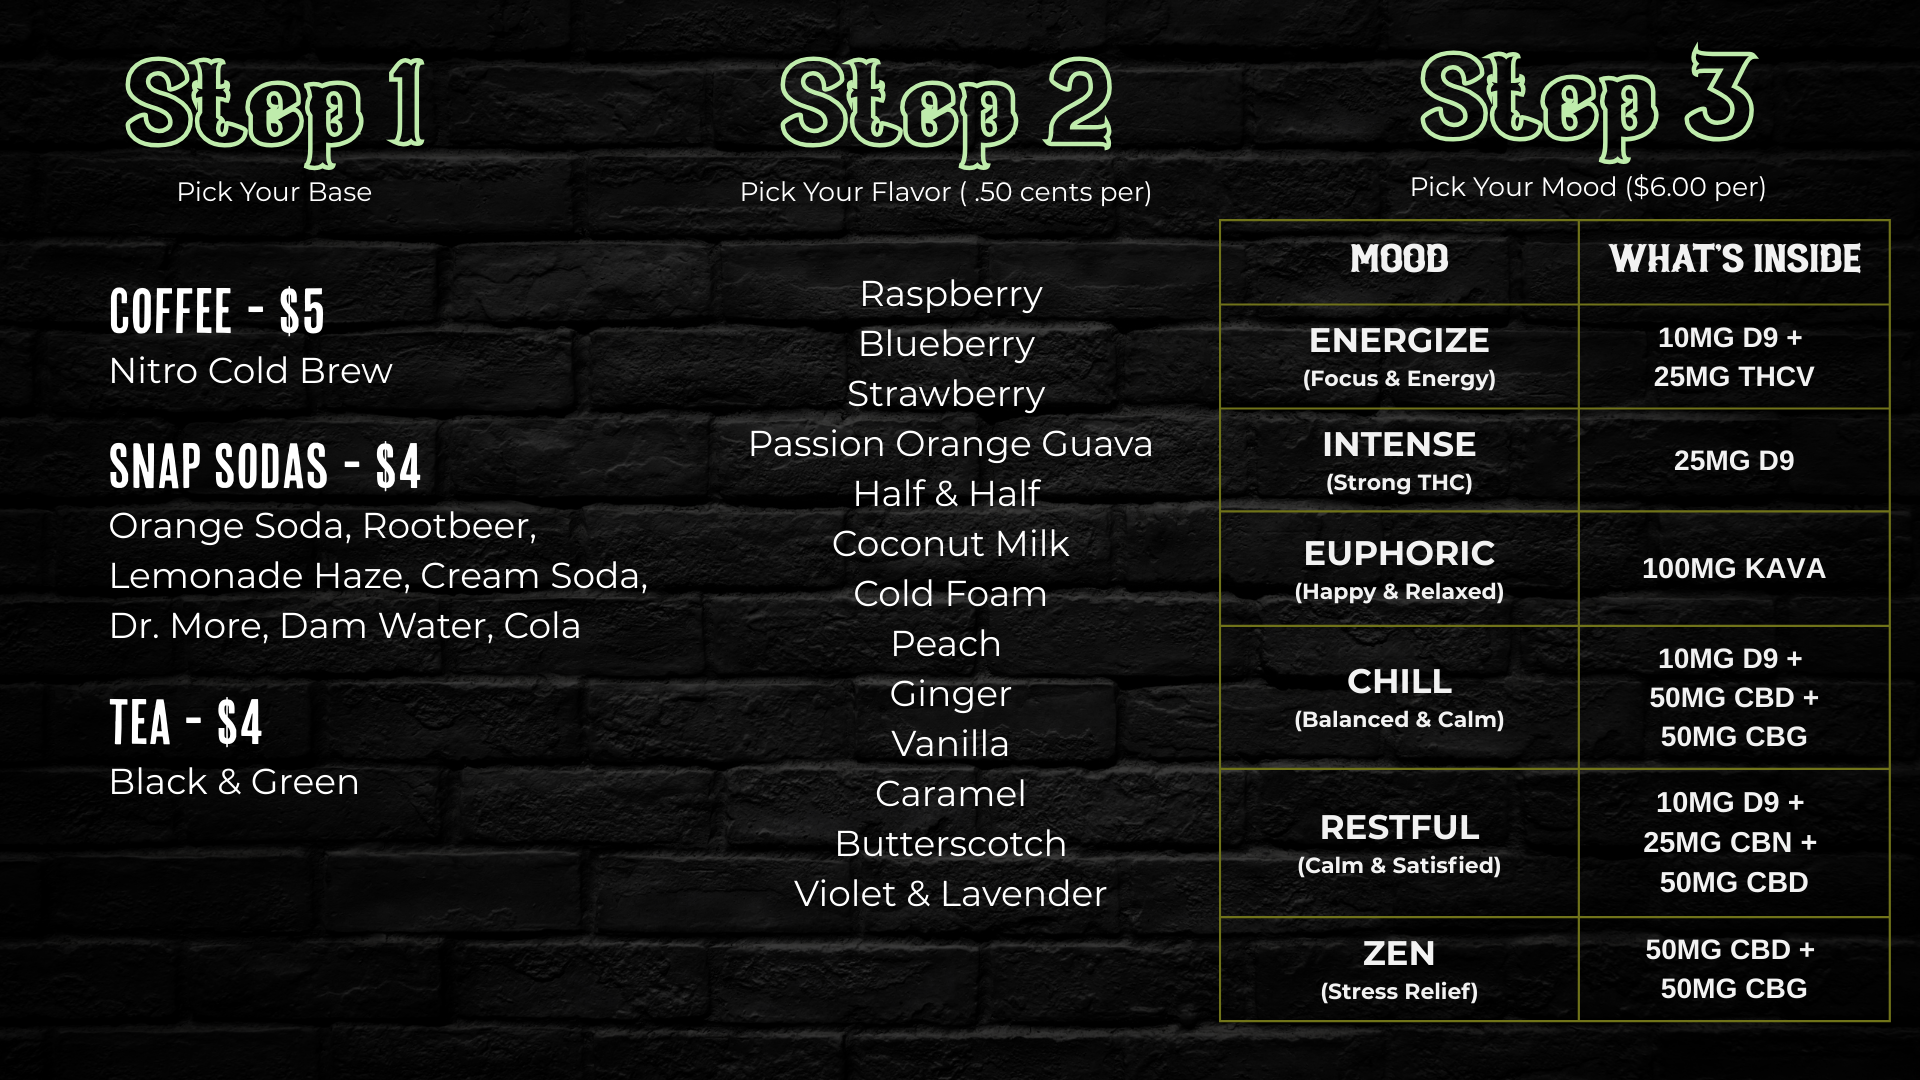 Step 1
Pick Your Base
COFFEE - $5
Nitro Cold Brew
SNAP SODAS - $4
Orange Soda, Rootbeer,
Lemonade Haze, Cream Soda,
Dr. More, Dam Water, Cola
TEA - $4
Black & Green
Step 2
Pick Your Flavor ( .50 cents per)
Raspberry
Blueberry
Strawberry
Passion Orange Guava
Half & Half
Coconut Milk
Cold Foam
Peach
Ginger
Vanilla
Caramel
Butterscotch
Violet & Lavender
Step 3
Pick Your Mood ($6.00 per)
MOOD
WHAT'S INSIDE
ENERGIZE
(Focus & Energy)
10MG D9 +
25MG THCV
INTENSE
(Strong THC)
25MG D9
EUPHORIC
(Happy & Relaxed)
100MG KAVA
CHILL
(Balanced & Calm)
10MG D9 +
50MG CBD +
50MG CBG
RESTFUL
(Calm & Satisfied)
10MG D9 +
25MG CBN +
50MG CBD
ZEN
(Stress Relief)
50MG CBD +
50MG CBG